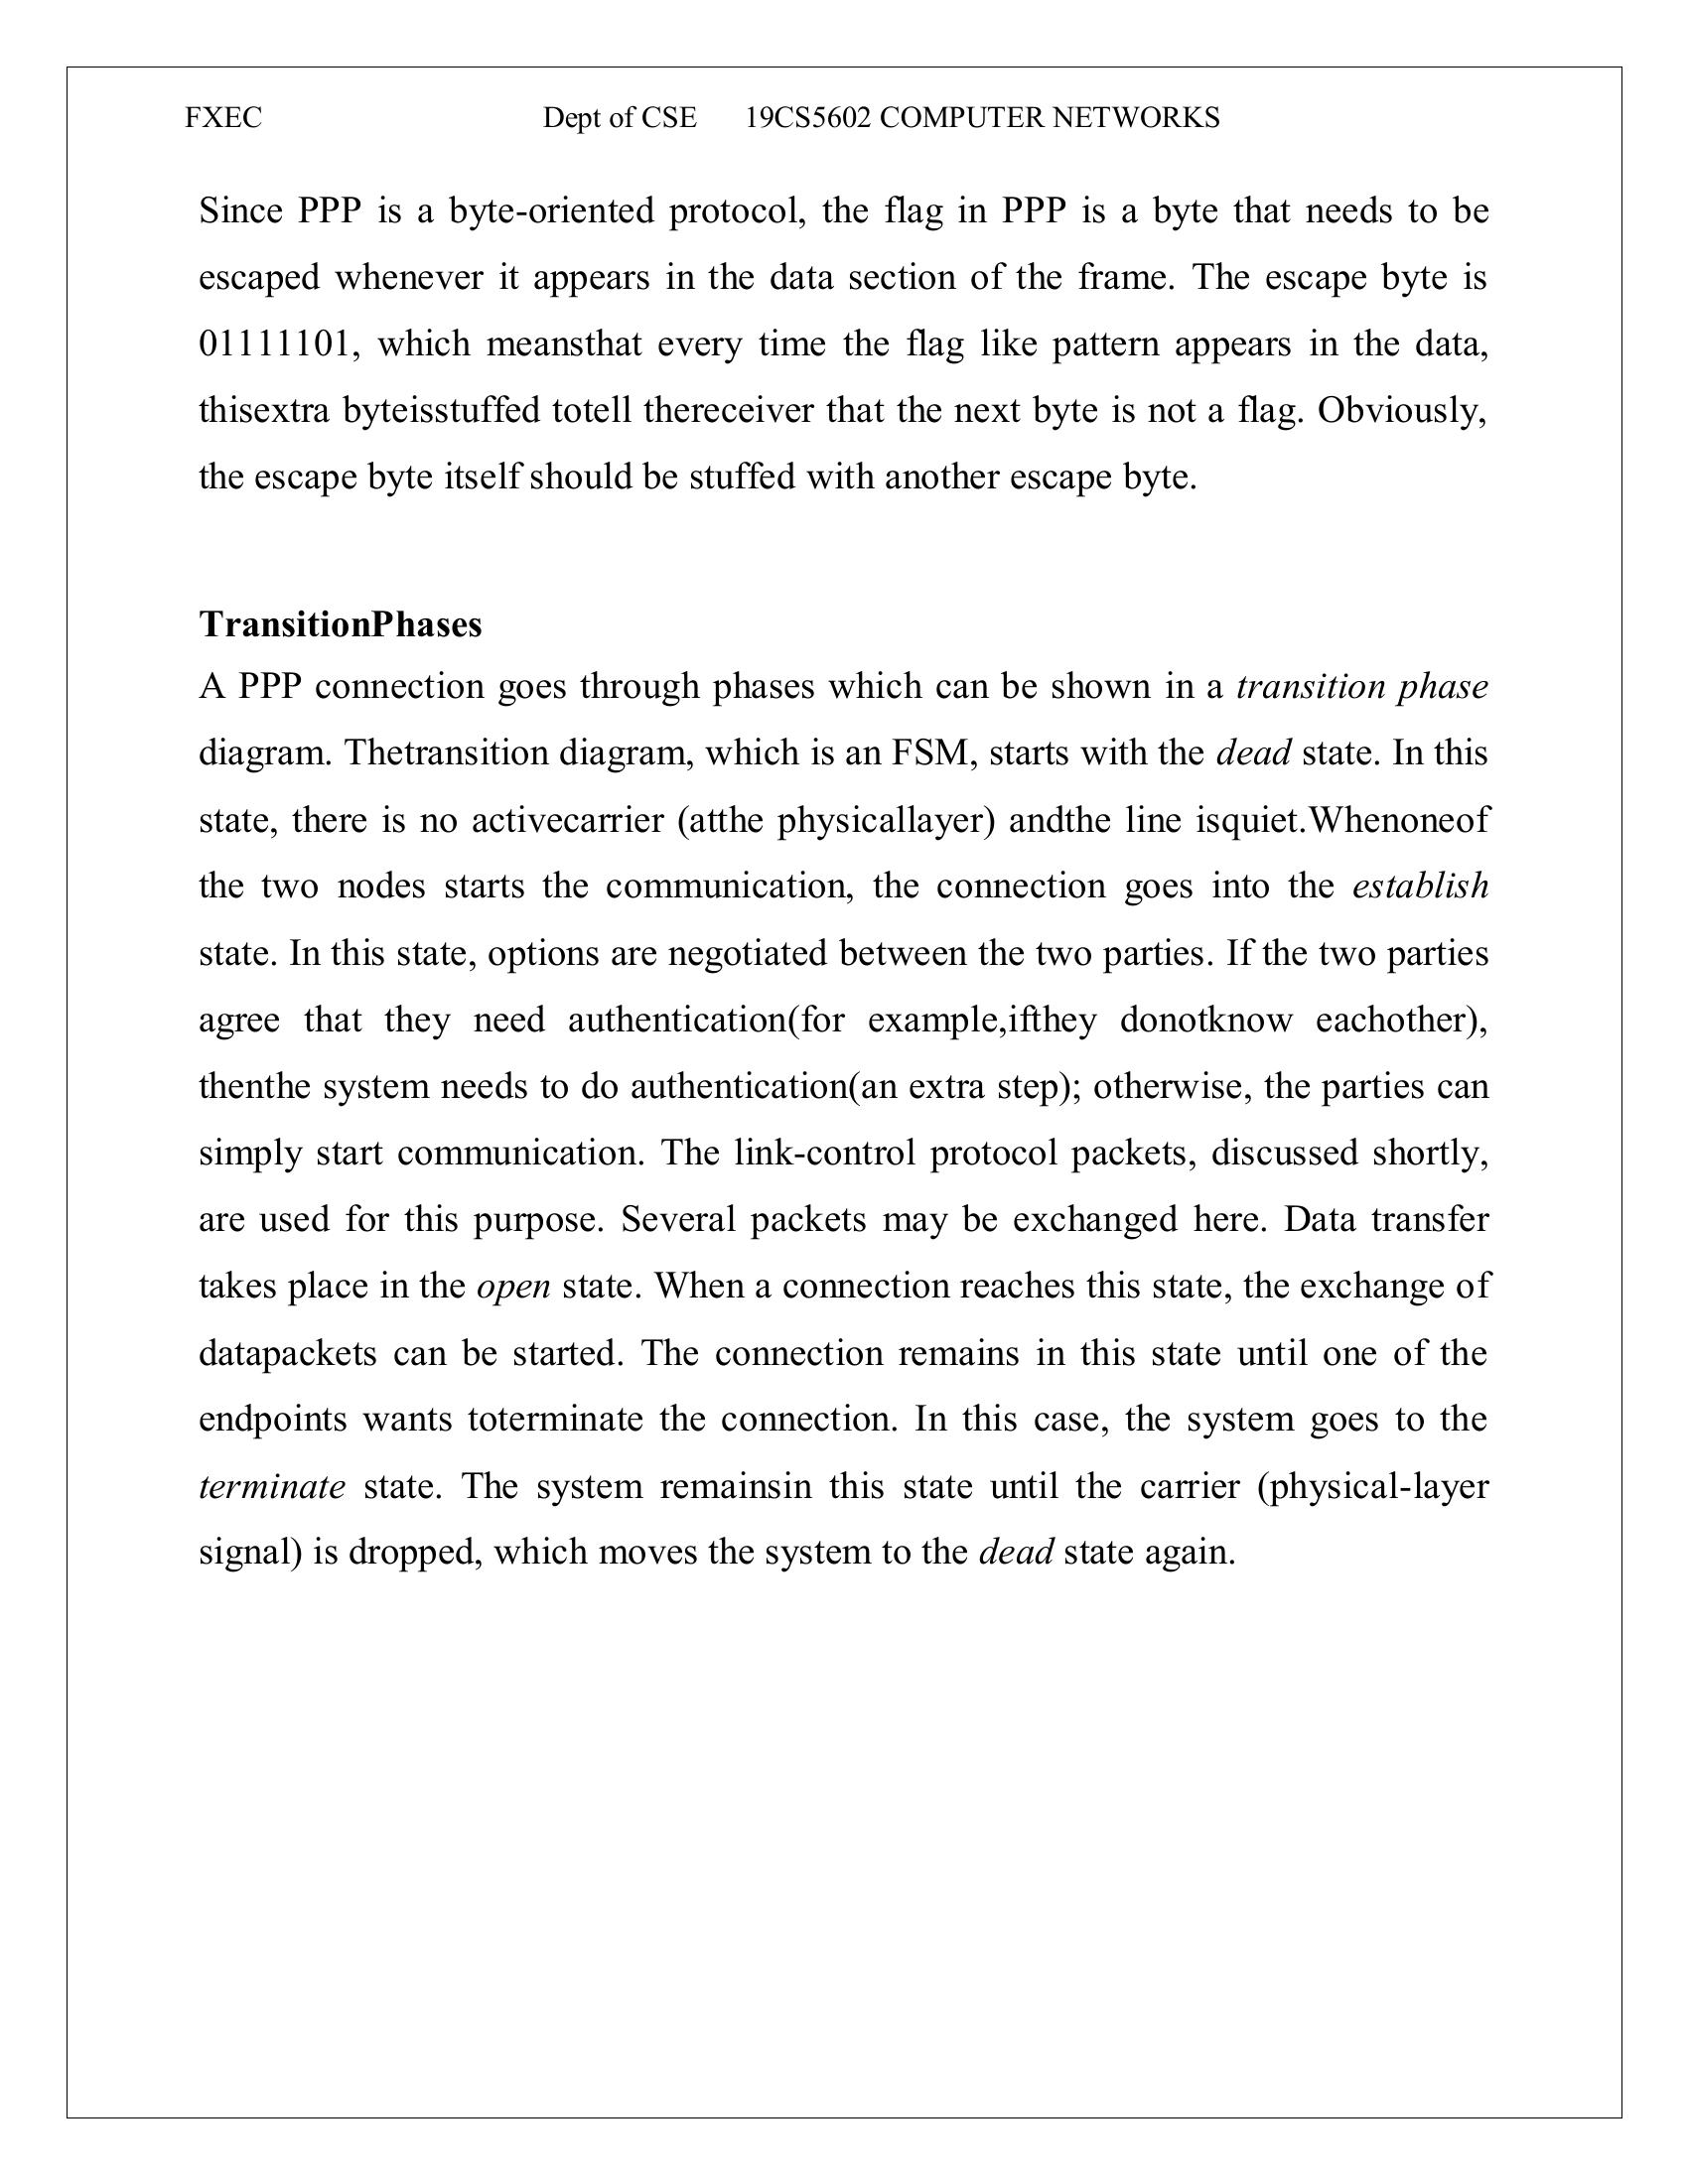 FXEC Dept of CSE 19CS5602 COMPUTER NETWORKS
Since PPP is a byte-oriented protocol, the flag in PPP is a byte that needs to be
escaped whenever it appears in the data section of the frame. The escape byte is
01111101, which meansthat every time the flag like pattern appears in the data,
thisextra byteisstuffed totell thereceiver that the next byte is not a flag. Obviously,
the escape byte itself should be stuffed with another escape byte.
TransitionPhases
A PPP connection goes through phases which can be shown in a transition phase
diagram. Thetransition diagram, which is an FSM, starts with the dead state. In this
state, there is no activecarrier (atthe physicallayer) andthe line isquiet.Whenoneof
the two nodes starts the communication, the connection goes into the establish
state. In this state, options are negotiated between the two parties. If the two parties
agree that they need authentication(for example,ifthey donotknow eachother),
thenthe system needs to do authentication(an extra step); otherwise, the parties can
simply start communication. The link-control protocol packets, discussed shortly,
are used for this purpose. Several packets may be exchanged here. Data transfer
takes place in the open state. When a connection reaches this state, the exchange of
datapackets can be started. The connection remains in this state until one of the
endpoints wants toterminate the connection. In this case, the system goes to the
terminate state. The system remainsin this state until the carrier (physical-layer
signal) is dropped, which moves the system to the dead state again.